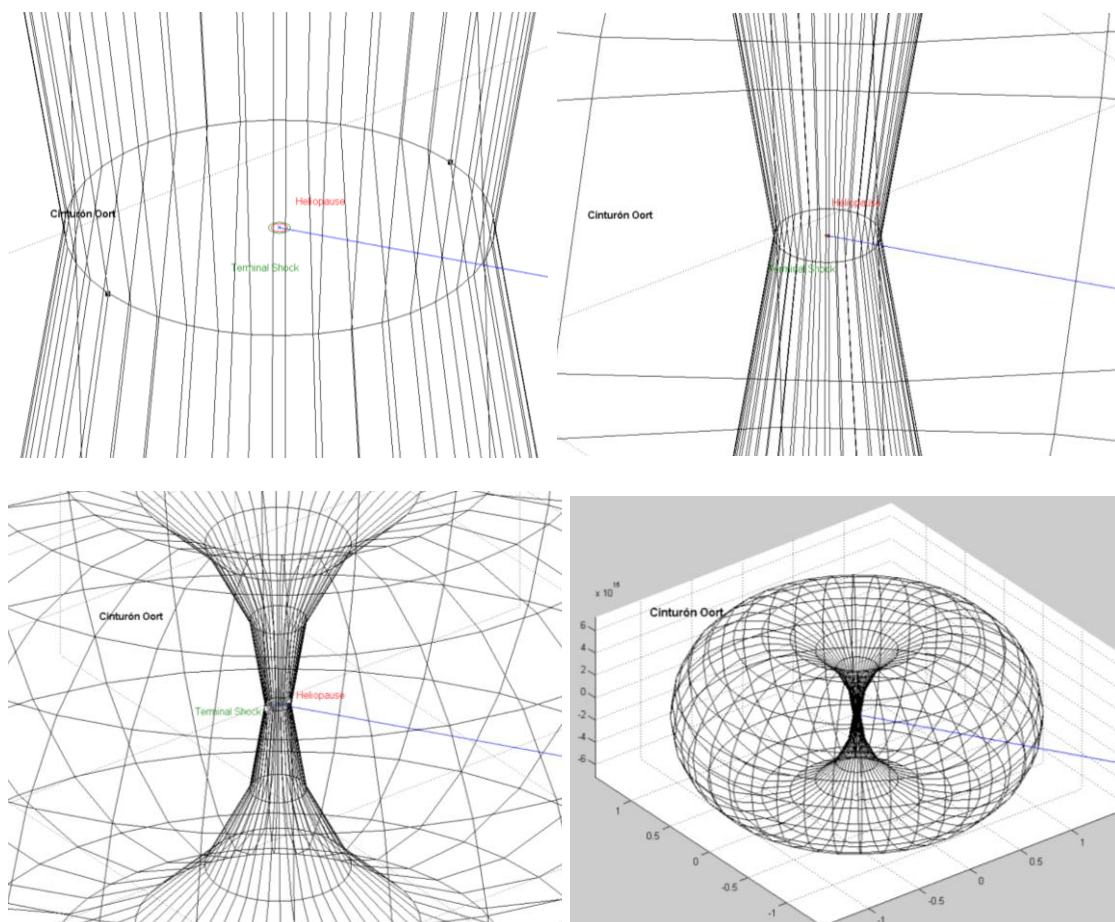 Heliopause
Cinturón Oort
Terminal Shock
Heliopause
Cinturón Oort
Terminal Shock
Cinturón Oort
Heliopause
Terminal Shock
x 10
Cinturón Oort
6
4
2
0
-2
-4
-6
1
0.5
0
-0.5
-1
-1
-0.5
0
0.5
1